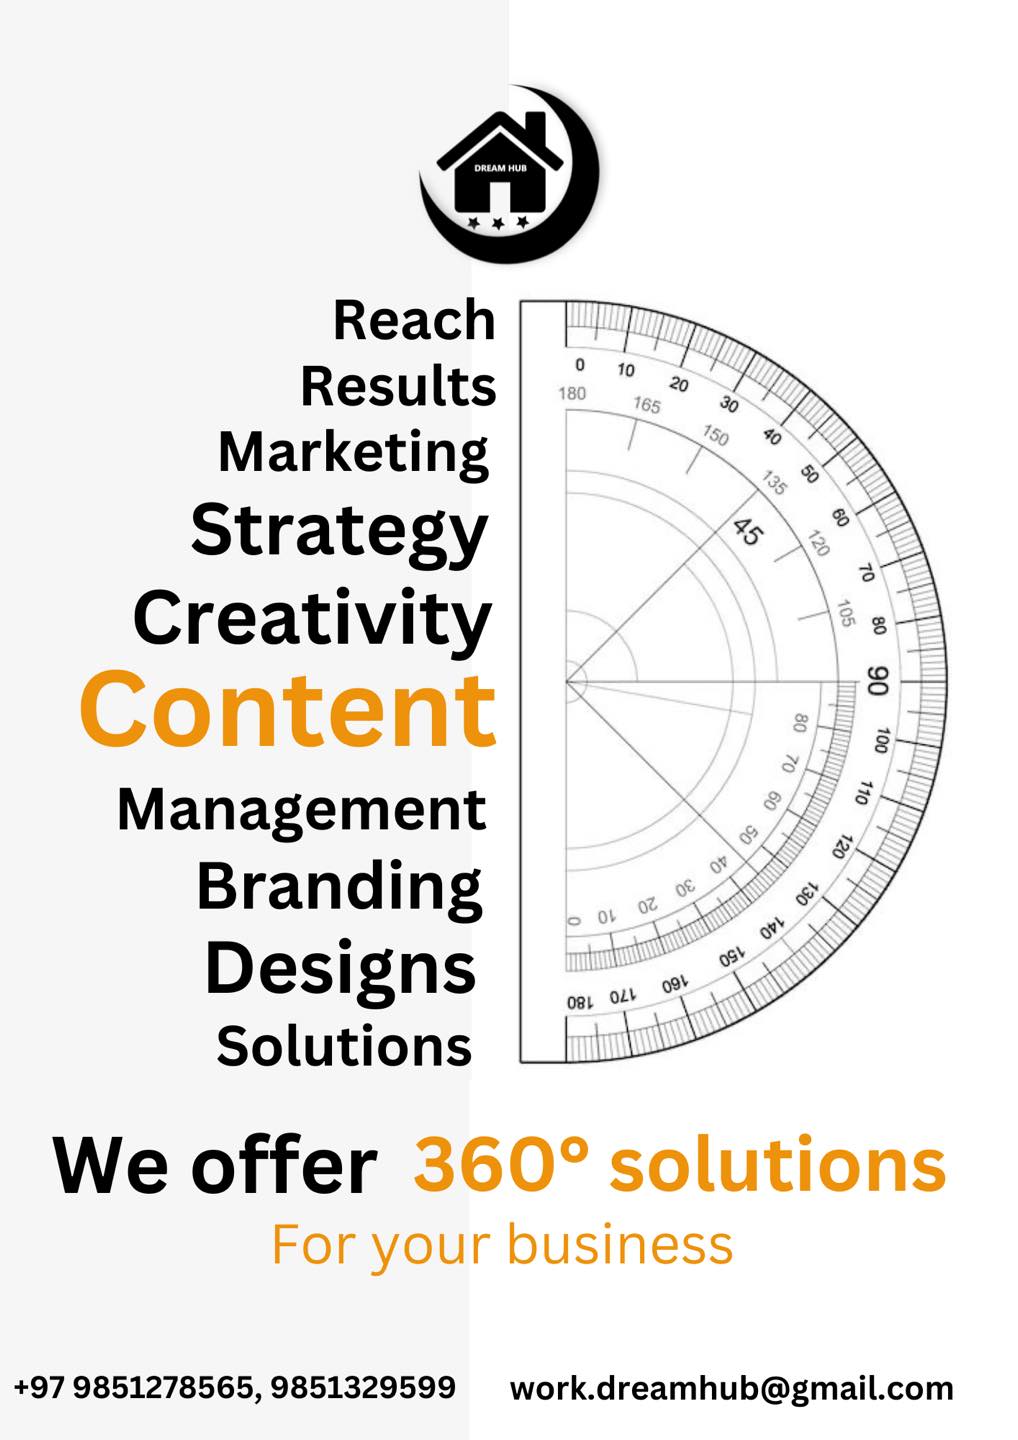 DREAM HUB
Reach
Results
Marketing
Strategy
Creativity
Content
Management
Branding
Designs
Solutions
0
10
20
30
40
50
60
70
80
90
100
110
120
130
140
150
160
170
180
180
165
150
135
120
105
45
80
70
60
50
40
30
20
10
0
We offer 360° solutions
For your business
+97 9851278565, 9851329599
work.dreamhub@gmail.com